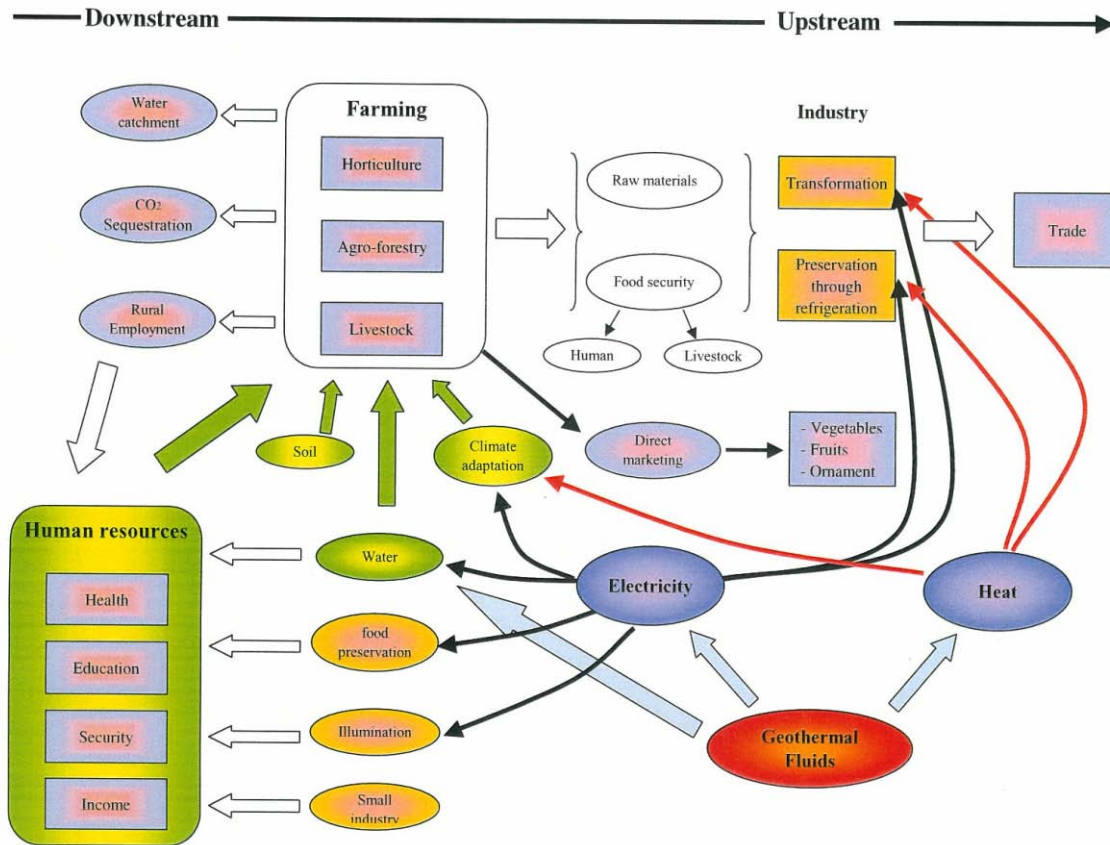 Downstream
Upstream
Water
catchment
Farming
Industry
Horticulture
Raw materials
Transformation
CO2
Sequestration
Agro-forestry
Trade
Preservation
through
refrigeration
Food security
Rural
Employment
Livestock
Human
Livestock
Soil
Climate
adaptation
Direct
marketing
- Vegetables
- Fruits
- Ornament
Human resources
Water
Electricity
Heat
Health
food
preservation
Education
Security
Illumination
Geothermal
Fluids
Income
Small
industry